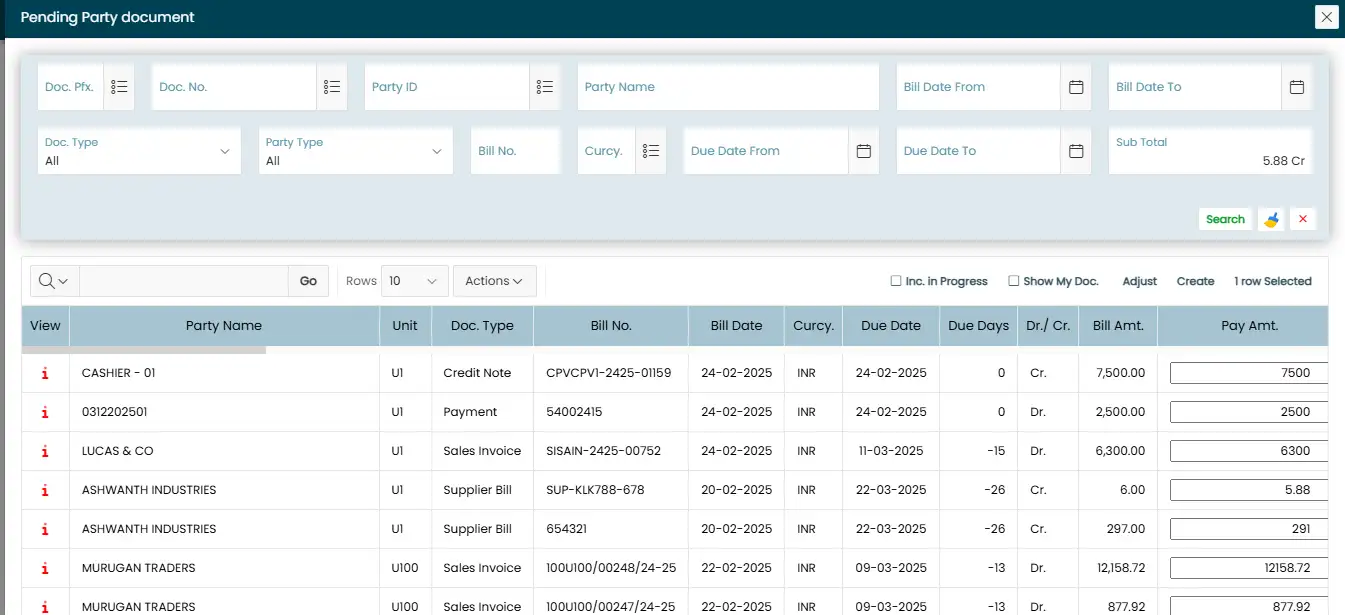 Pending Party document
Doc. Pfx. Doc. No. Party ID Party Name Bill Date From Bill Date To
Doc. Type Party Type Sub Total
All All Bill No. Curcy. Due Date From Due Date To 5.88 Cr
Search
Go Rows 10 Actions Inc. in Progress Show My Doc. Adjust Create 1 row Selected
View Party Name Unit Doc. Type Bill No. Bill Date Curcy. Due Date Due Days Dr./ Cr. Bill Amt. Pay Amt.
i CASHIER - 01 U1 Credit Note CPVCPV1-2425-01159 24-02-2025 INR 24-02-2025 0 Cr. 7,500.00 7500
i 0312202501 U1 Payment 54002415 24-02-2025 INR 24-02-2025 0 Dr. 2,500.00 2500
i LUCAS & CO U1 Sales Invoice SISAIN-2425-00752 24-02-2025 INR 11-03-2025 -15 Dr. 6,300.00 6300
i ASHWANTH INDUSTRIES U1 Supplier Bill SUP-KLK788-678 20-02-2025 INR 22-03-2025 -26 Cr. 6.00 5.88
i ASHWANTH INDUSTRIES U1 Supplier Bill 654321 20-02-2025 INR 22-03-2025 -26 Cr. 297.00 291
i MURUGAN TRADERS U100 Sales Invoice 100U100/00248/24-25 22-02-2025 INR 09-03-2025 -13 Dr. 12,158.72 12158.72
i MURUGAN TRADERS U100 Sales Invoice 100U100/00247/24-25 22-02-2025 INR 09-03-2025 -13 Dr. 877.92 877.92